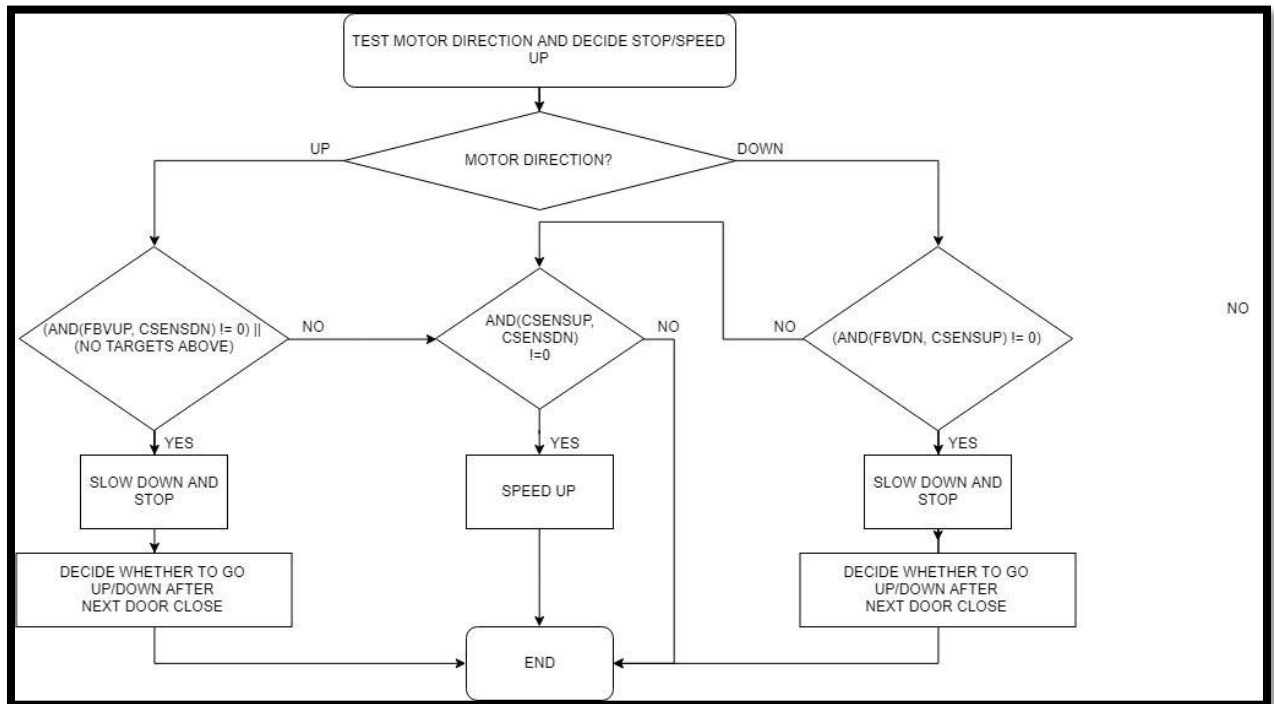 TEST MOTOR DIRECTION AND DECIDE STOP/SPEED
UP
UP
MOTOR DIRECTION?
DOWN
(AND(FBVUP, CSENSDN) != 0) ||
(NO TARGETS ABOVE)
NO
AND(CSENSUP,
CSENSDN)
!=0
NO
NO
(AND(FBVDN, CSENSUP) != 0)
NO
YES
YES
YES
SLOW DOWN AND
STOP
SPEED UP
SLOW DOWN AND
STOP
DECIDE WHETHER TO GO
UP/DOWN AFTER
NEXT DOOR CLOSE
DECIDE WHETHER TO GO
UP/DOWN AFTER
NEXT DOOR CLOSE
END